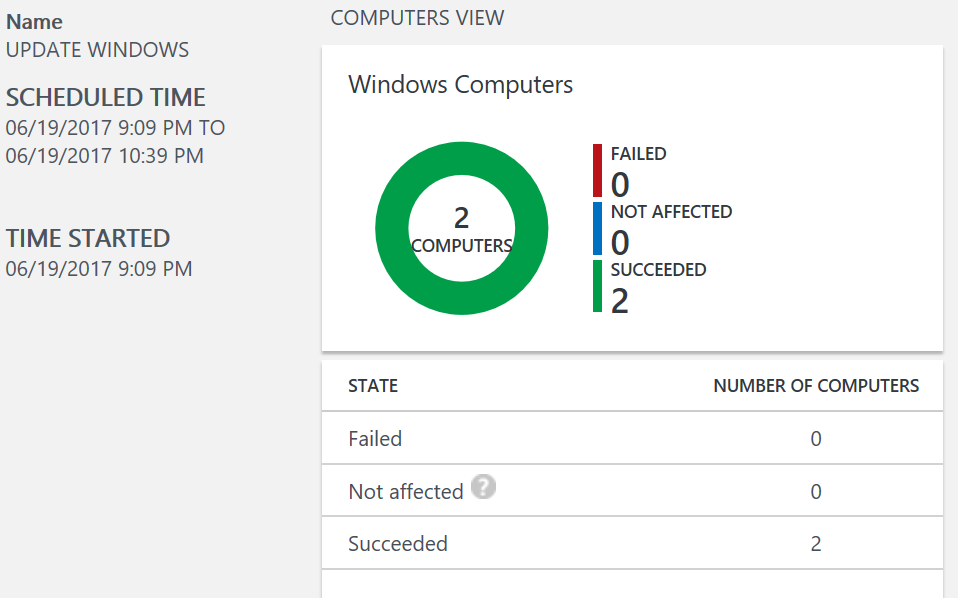 Name
UPDATE WINDOWS
SCHEDULED TIME
06/19/2017 9:09 PM TO
06/19/2017 10:39 PM
TIME STARTED
06/19/2017 9:09 PM
COMPUTERS VIEW
Windows Computers
2
COMPUTERS
FAILED
0
NOT AFFECTED
0
SUCCEEDED
2
STATE NUMBER OF COMPUTERS
Failed 0
Not affected ? 0
Succeeded 2